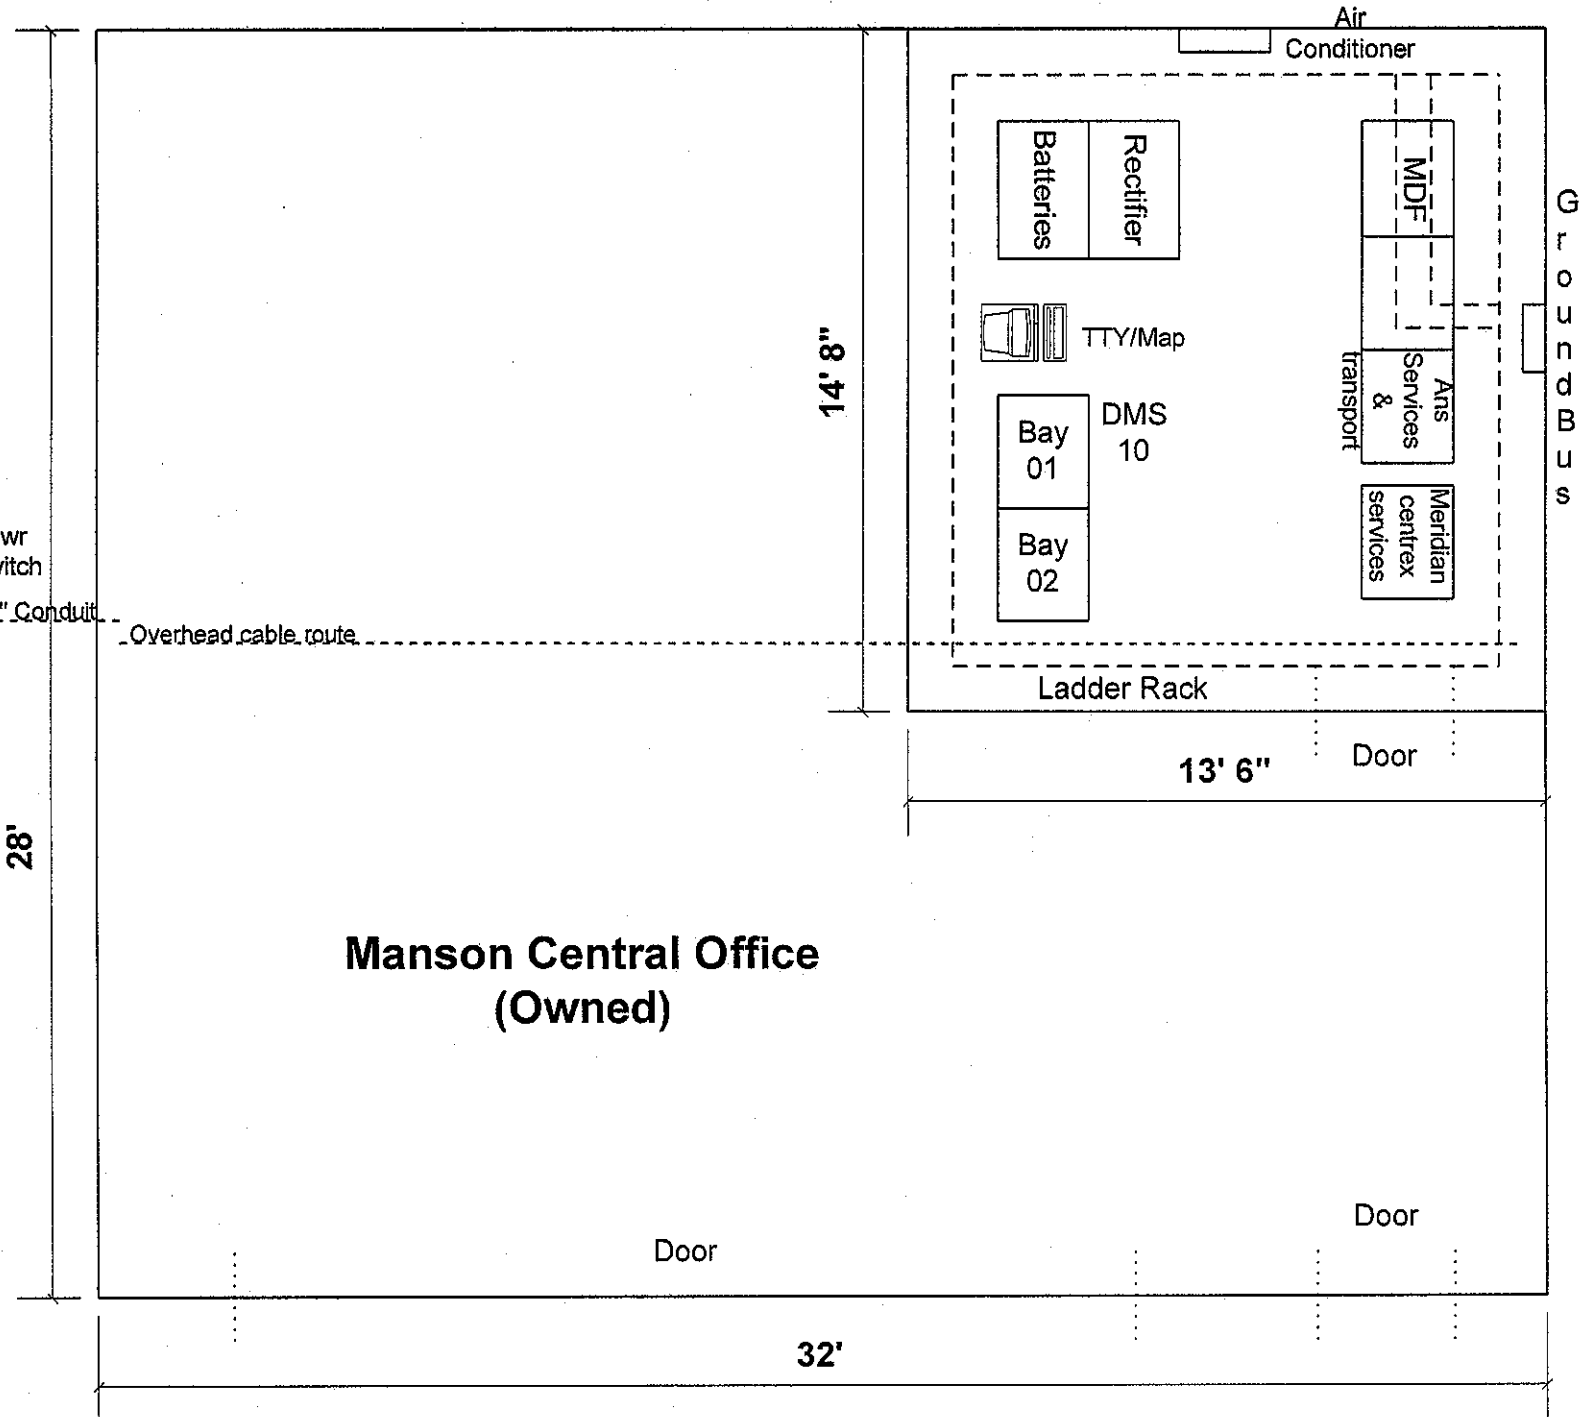 Air
Conditioner
Batteries
Rectifier
MDF
Ground Bus
TTY/Map
14' 8"
DMS
10
Bay
01
Bay
02
Ans
Services
&
transport
Meridian
centrex
services
wr
itch
" Conduit
Overhead cable route
Ladder Rack
Door
13' 6"
28'
Manson Central Office
(Owned)
Door
Door
32'